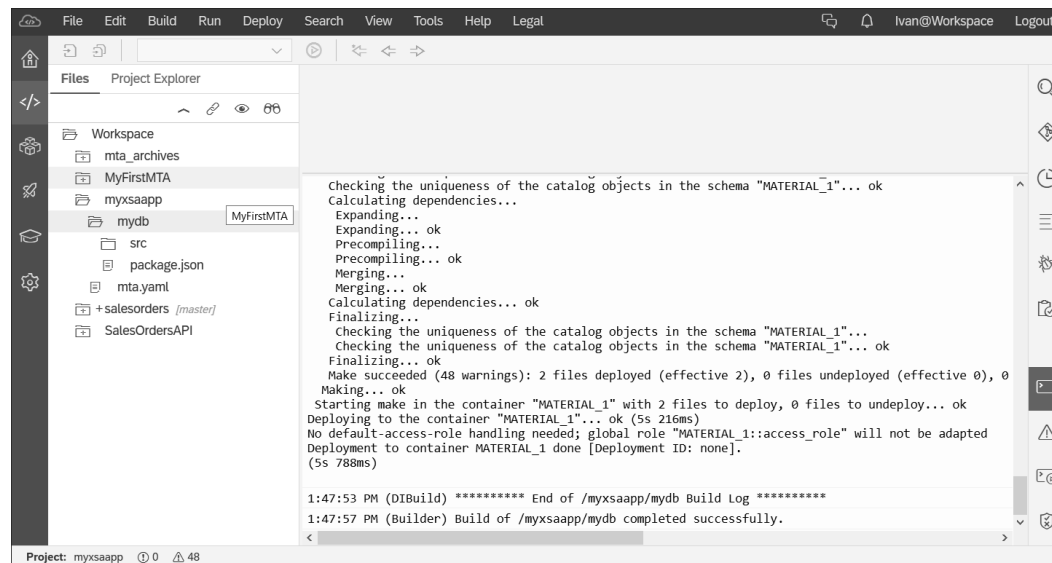 File Edit Build Run Deploy Search View Tools Help Legal Ivan@Workspace Logout
Files Project Explorer
Workspace
mta_archives
MyFirstMTA
myxsaapp
mydb
MyFirstMTA
src
package.json
mta.yaml
+salesorders [master]
SalesOrdersAPI
Checking the uniqueness of the catalog objects in the schema "MATERIAL_1"... ok
Calculating dependencies...
Expanding...
Expanding... ok
Precompiling...
Precompiling... ok
Merging...
Merging... ok
Calculating dependencies... ok
Finalizing...
Checking the uniqueness of the catalog objects in the schema "MATERIAL_1"...
Checking the uniqueness of the catalog objects in the schema "MATERIAL_1"... ok
Finalizing... ok
Make succeeded (48 warnings): 2 files deployed (effective 2), 0 files undeployed (effective 0), 0
Making... ok
Starting make in the container "MATERIAL_1" with 2 files to deploy, 0 files to undeploy... ok
Deploying to the container "MATERIAL_1"... ok (5s 216ms)
No default-access-role handling needed; global role "MATERIAL_1::access_role" will not be adapted
Deployment to container MATERIAL_1 done [Deployment ID: none].
(5s 788ms)
1:47:53 PM (DIBuild) ********** End of /myxsaapp/mydb Build Log **********
1:47:57 PM (Builder) Build of /myxsaapp/mydb completed successfully.
Project: myxsaapp 0 48